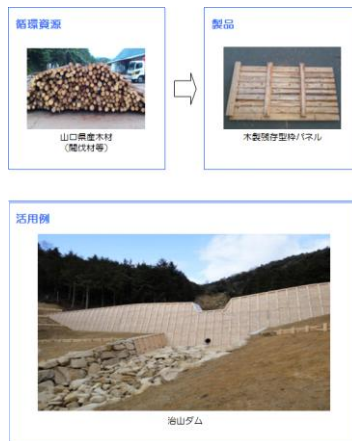 循環資源
山口県産木材
（間伐材等）
製品
木製残存型枠パネル
活用例
治山ダム